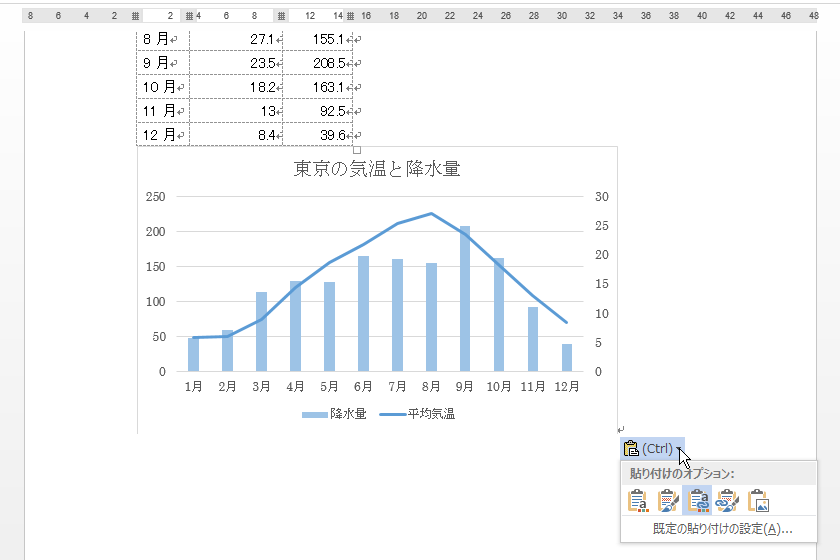 8 6 4 2 2 4 6 8 12 14 16 18 20 22 24 26 28 30 32 34 36 38 40 42 44 46 48
8 月 27.1 155.1
9 月 23.5 208.5
10 月 18.2 163.1
11 月 13 92.5
12 月 8.4 39.6
東京の気温と降水量
250 30
200 25
150 20
100 15
50 10
0 5
0
1月 2月 3月 4月 5月 6月 7月 8月 9月 10月 11月 12月
降水量 平均気温
(Ctrl)
貼り付けのオプション:
既定の貼り付けの設定(A)...